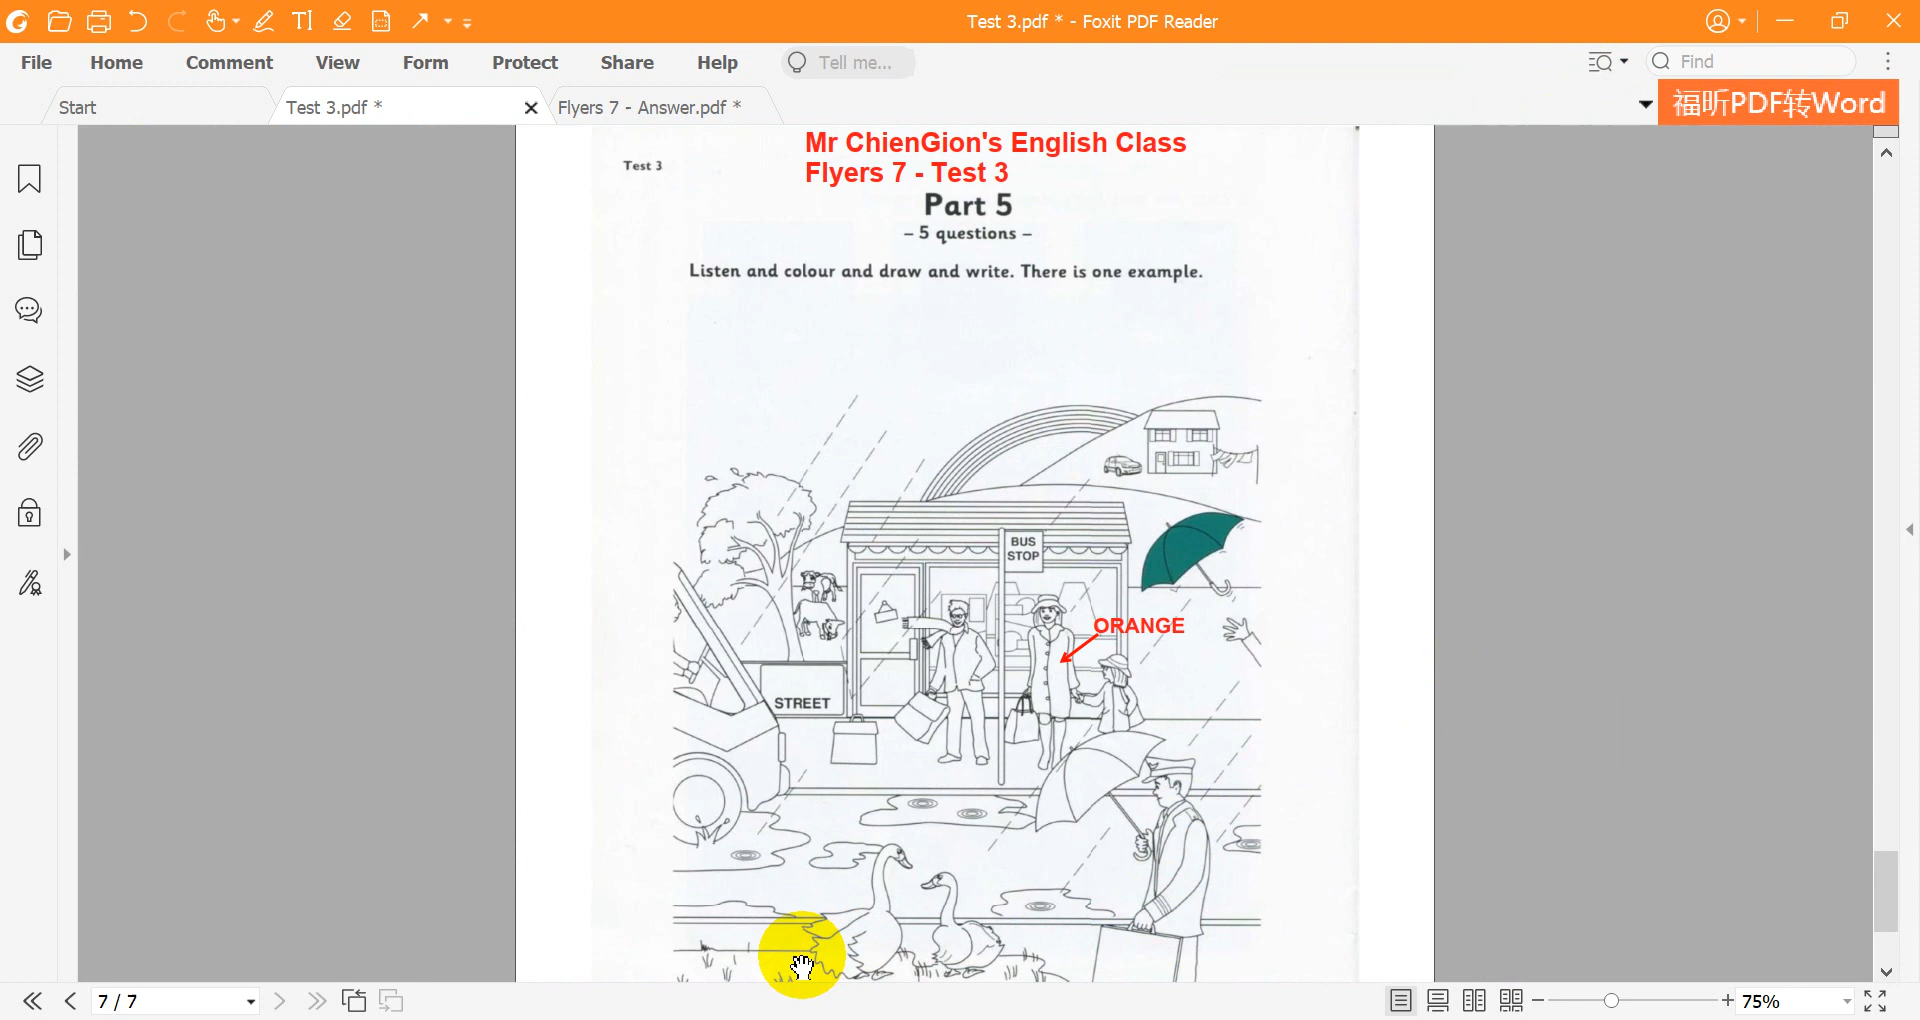 Test 3.pdf * - Foxit PDF Reader
File Home Comment View Form Protect Share Help Tell me... Find
Start Test 3.pdf * Flyers 7 - Answer.pdf * 福昕PDF转Word
Mr ChienGion's English Class
Test 3
Flyers 7 - Test 3
Part 5
– 5 questions –
Listen and colour and draw and write. There is one example.
BUS
STOP
ORANGE
STREET
7 / 7 75%